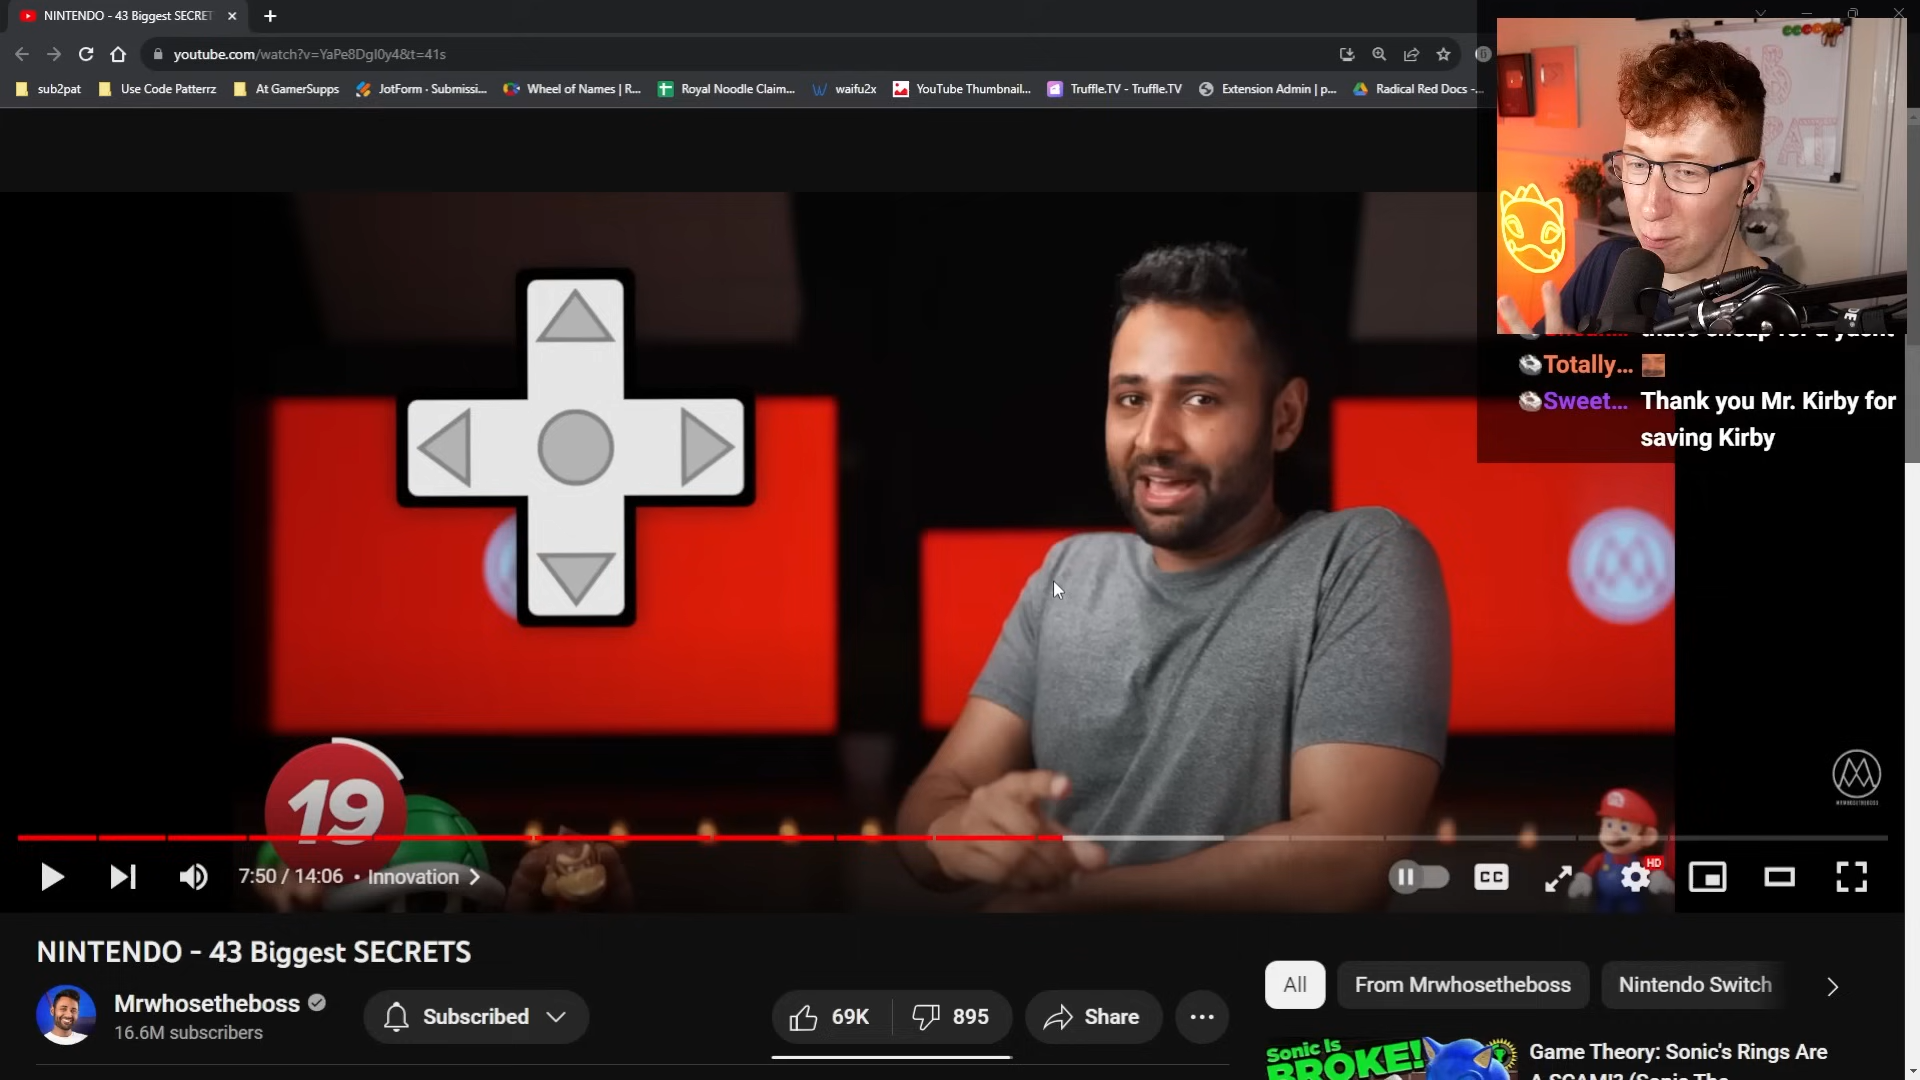 NINTENDO - 43 Biggest SECRET
youtube.com/watch?v=YaPe8Dgl0y4&t=41s
sub2pat
Use Code Patterrz
At GamerSupps
JotForm - Submissi...
Wheel of Names | R...
Royal Noodle Claim...
waifu2x
YouTube Thumbnail...
Truffle.TV - Truffle.TV
Extension Admin | p...
Radical Red Docs -...
Totally...
Sweet... Thank you Mr. Kirby for
saving Kirby
19
7:50 / 14:06 • Innovation
CC
HD
NINTENDO - 43 Biggest SECRETS
Mrwhosetheboss
16.6M subscribers
Subscribed
69K
895
Share
All
From Mrwhosetheboss
Nintendo Switch
Sonic Is
BROKE!
Game Theory: Sonic's Rings Are
A SCAM!? (Sonic The